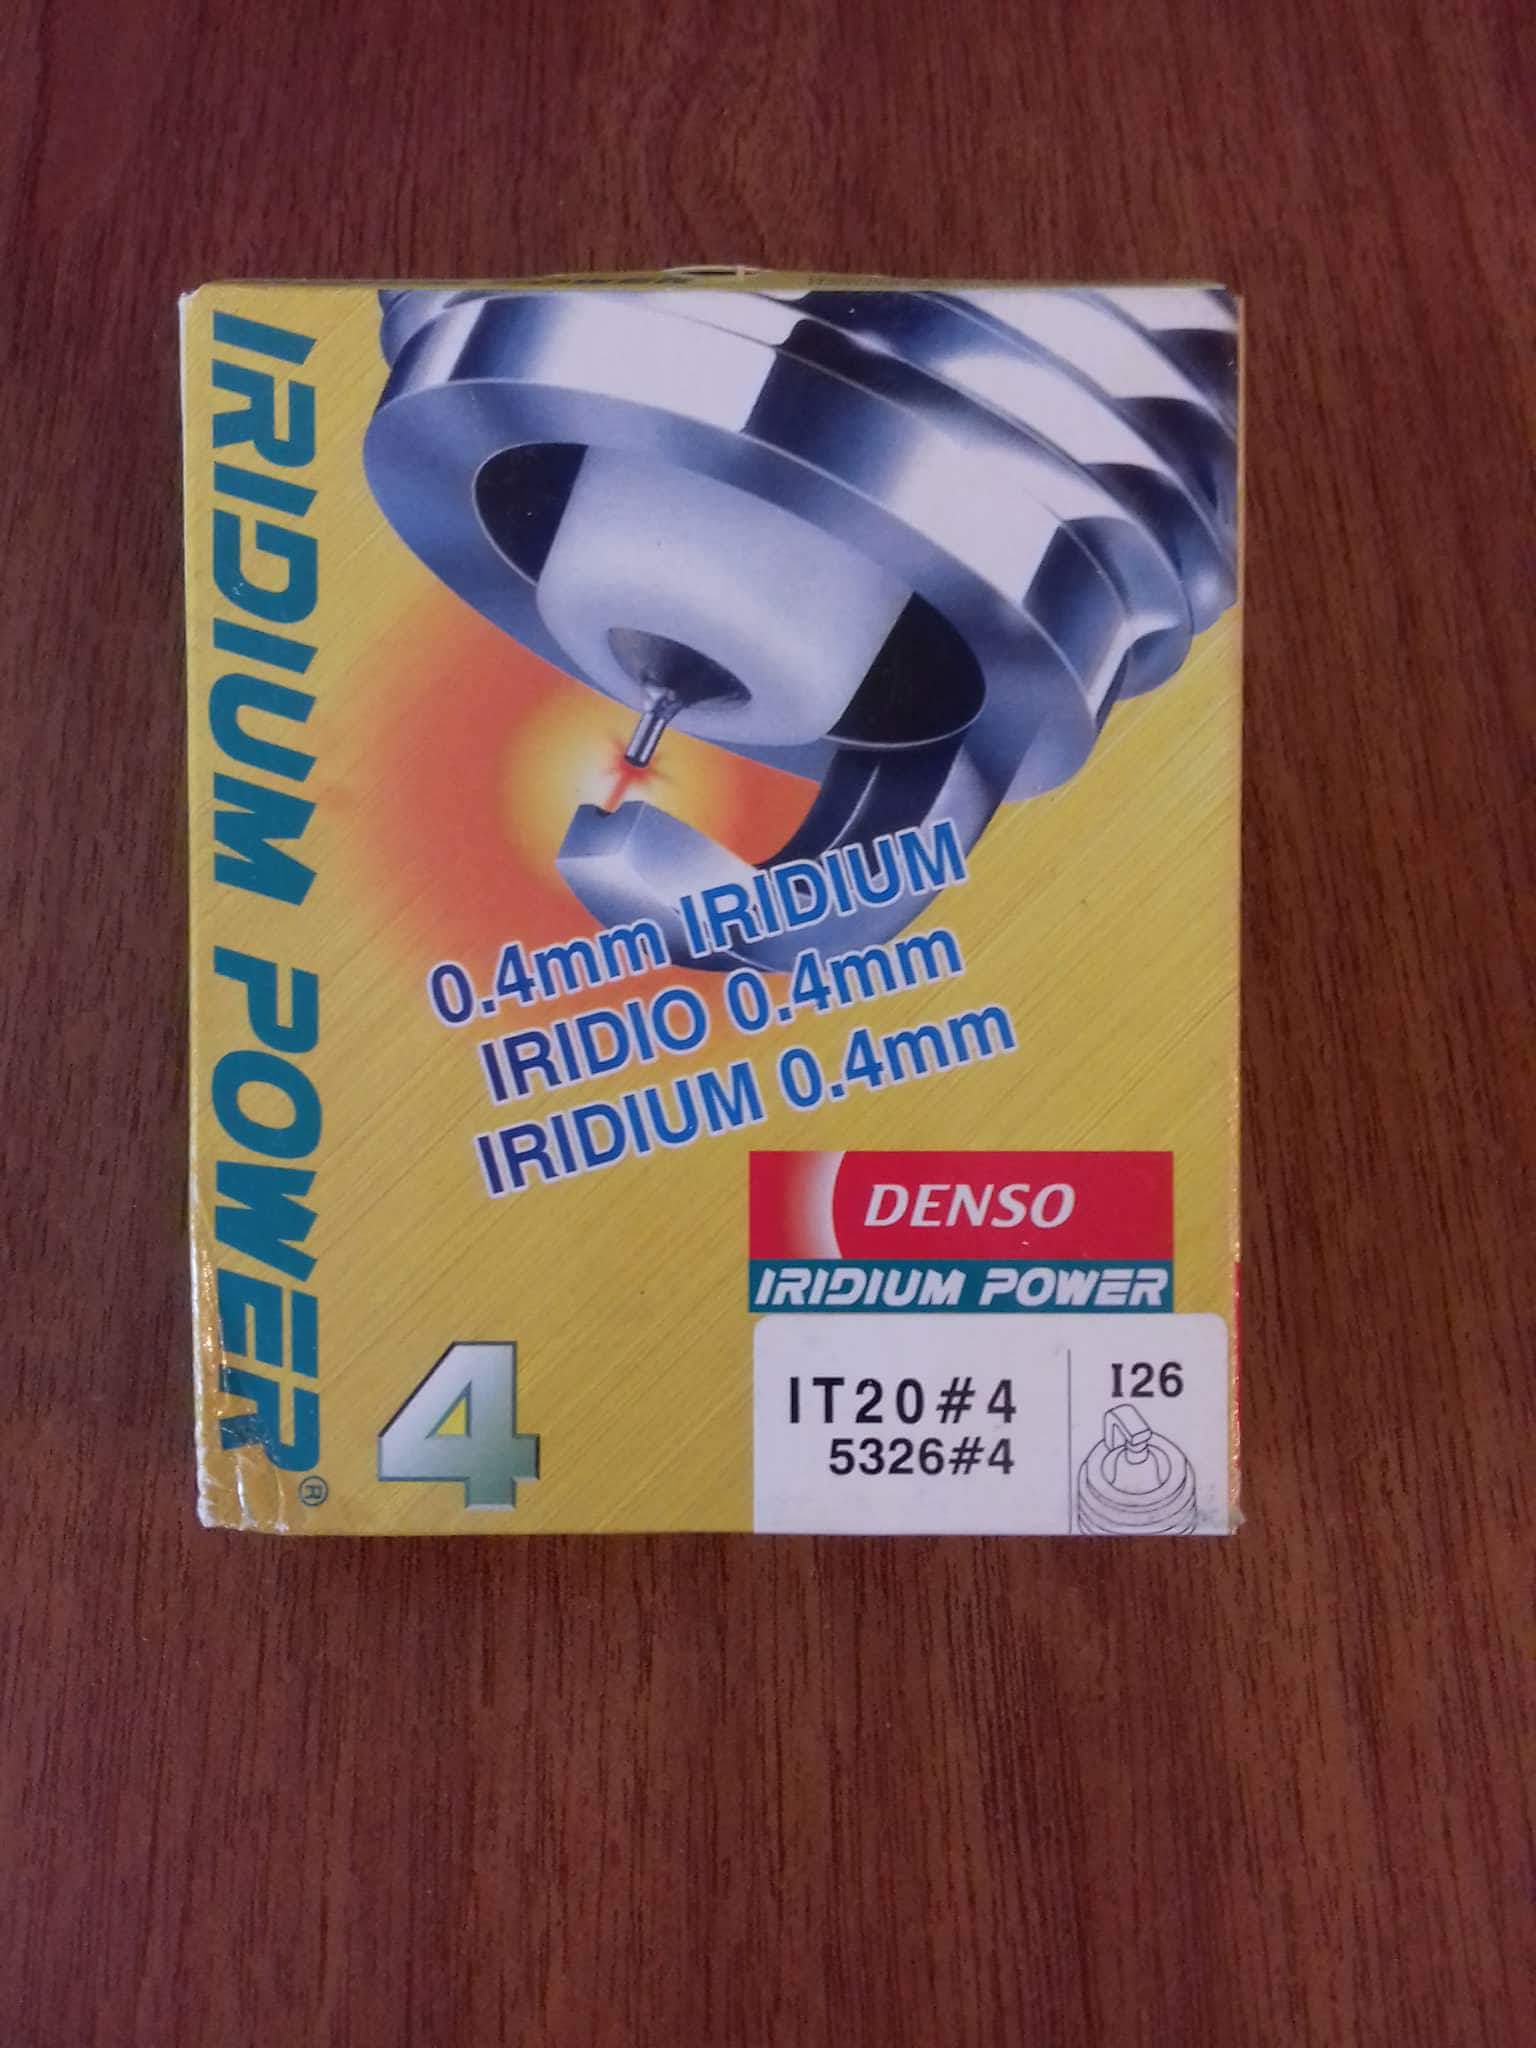 IRIDIUM POWER®
0.4mm IRIDIUM
IRIDIO 0.4mm
IRIDIUM 0.4mm
DENSO
IRIDIUM POWER
4
IT20#4
5326#4
I26